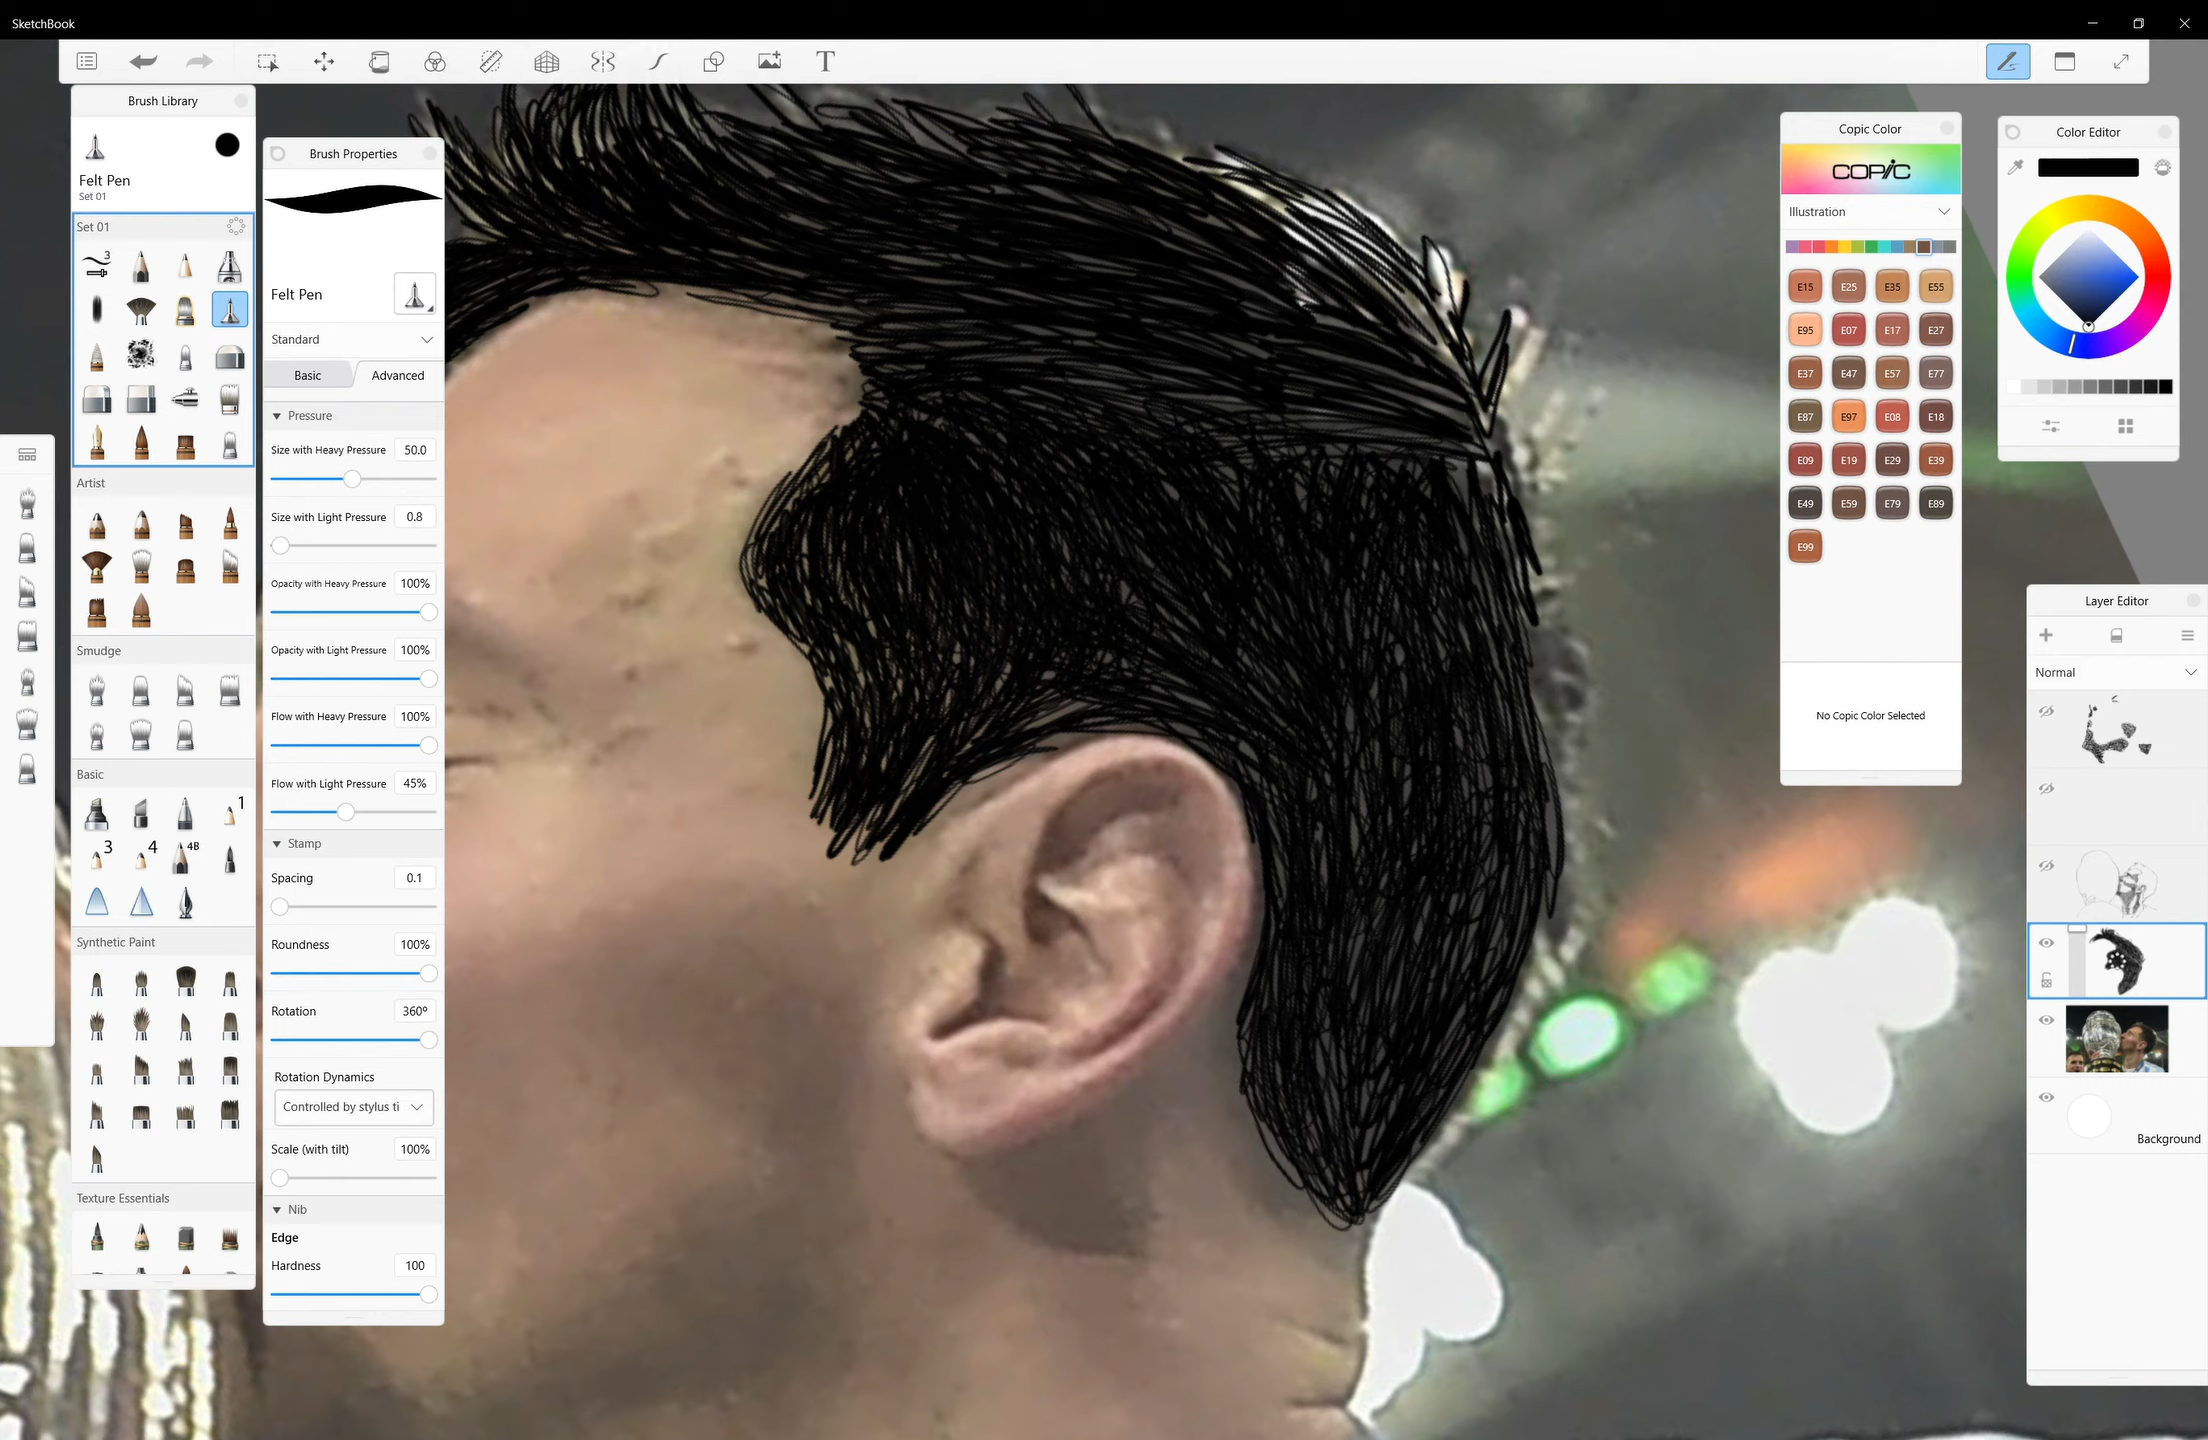 SketchBook
T
Brush Library
Felt Pen
Set 01
Set 01
3
Artist
Smudge
Basic
1
3
4
4B
Synthetic Paint
Texture Essentials
Brush Properties
Felt Pen
Standard
Basic
Advanced
Pressure
Size with Heavy Pressure 50.0
Size with Light Pressure 0.8
Opacity with Heavy Pressure 100%
Opacity with Light Pressure 100%
Flow with Heavy Pressure 100%
Flow with Light Pressure 45%
Stamp
Spacing 0.1
Roundness 100%
Rotation 360º
Rotation Dynamics
Controlled by stylus ti
Scale (with tilt) 100%
Nib
Edge
Hardness 100
Copic Color
COPIC
Illustration
E15 E25 E35 E55
E95 E07 E17 E27
E37 E47 E57 E77
E87 E97 E08 E18
E09 E19 E29 E39
E49 E59 E79 E89
E99
No Copic Color Selected
Color Editor
Layer Editor
Normal
Background